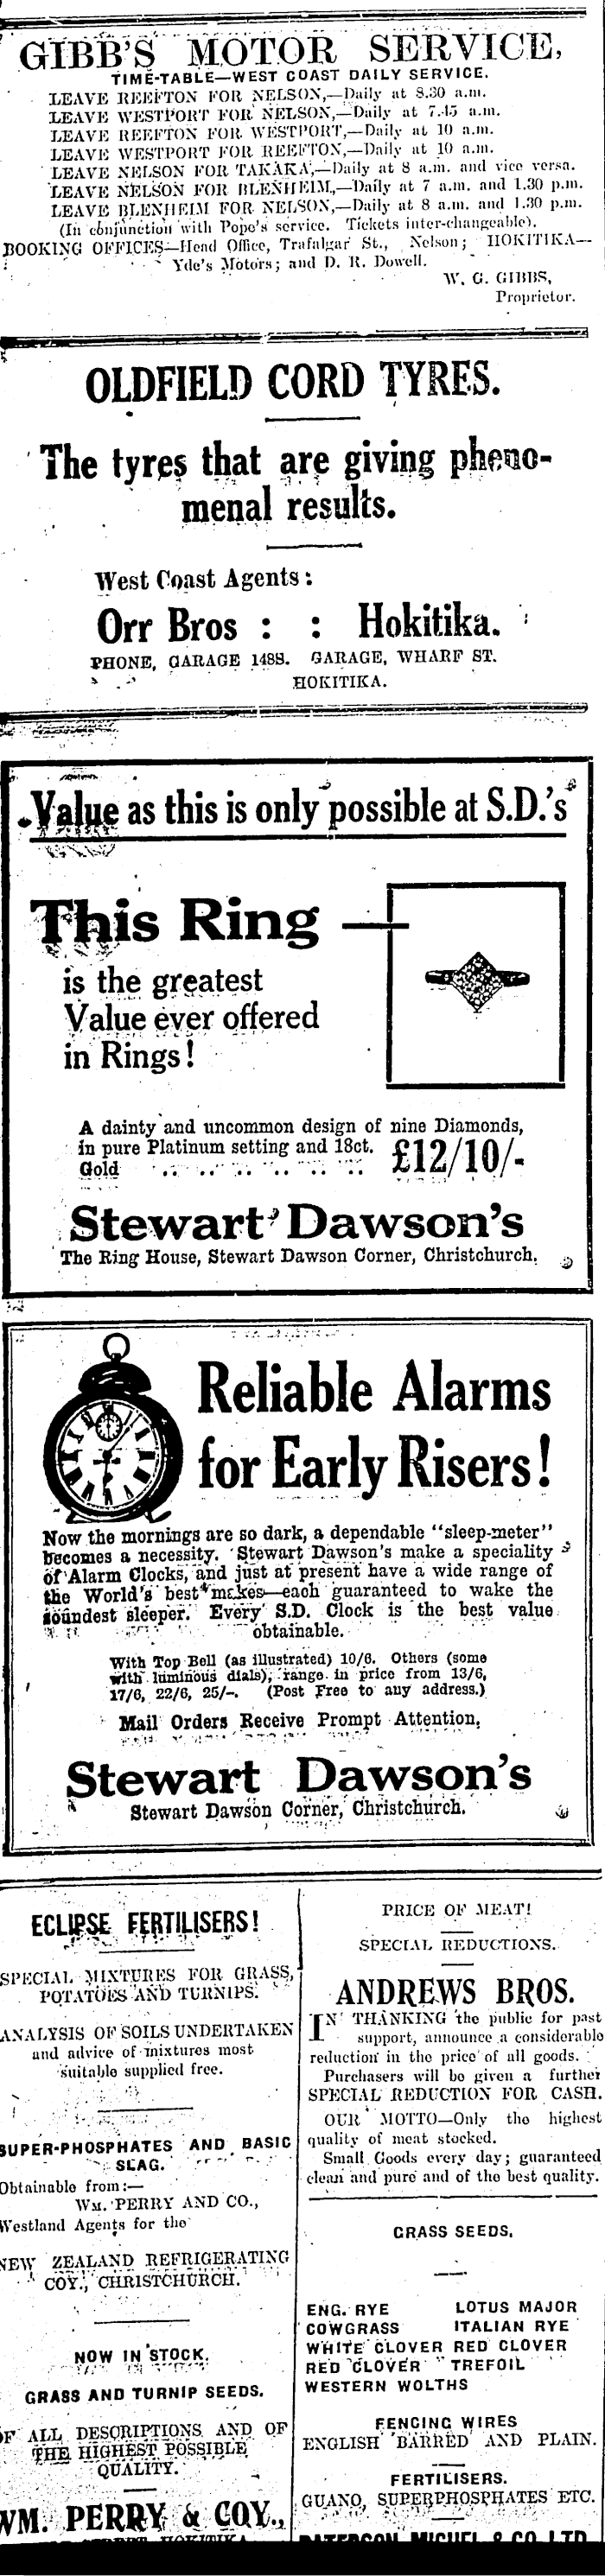 GIBB'S MOTOR SERVICE,
TIME-TABLE—WEST COAST DAILY SERVICE.
LEAVE REEFTON FOR NELSON,—Daily at 8.30 a.m.
LEAVE WESTPORT FOR NELSON,—Daily at 7.45 a.m.
LEAVE REEFTON FOR WESTPORT,—Daily at 10 a.m.
LEAVE WESTPORT FOR REEFTON,—Daily at 10 a.m.
LEAVE NELSON FOR TAKAKA,—Daily at 8 a.m. and vice versa.
LEAVE NELSON FOR BLENHEIM,—Daily at 7 a.m. and 1.30 p.m.
LEAVE BLENHEIM FOR NELSON,—Daily at 8 a.m. and 1.30 p.m.
(In conjunction with Pope's service. Tickets inter-changeable).
BOOKING OFFICES—Head Office, Trafalgar St., Nelson; HOKITIKA—
Yde's Motors; and D. R. Dowell.
W. G. GIBBS,
Proprietor.
OLDFIELD CORD TYRES.
The tyres that are giving pheno-
menal results.
West Coast Agents:
Orr Bros : : Hokitika.
PHONE, GARAGE 148S. GARAGE, WHARF ST.
HOKITIKA.
Value as this is only possible at S.D.'s
This Ring
is the greatest
Value ever offered
in Rings!
A dainty and uncommon design of nine Diamonds,
in pure Platinum setting and 18ct.
Gold .. .. .. .. .. .. £12/10/-
Stewart Dawson's
The Ring House, Stewart Dawson Corner, Christchurch.
Reliable Alarms
for Early Risers!
Now the mornings are so dark, a dependable "sleep-meter"
becomes a necessity. Stewart Dawson's make a speciality
of Alarm Clocks, and just at present have a wide range of
the World's best makes—each guaranteed to wake the
soundest sleeper. Every S.D. Clock is the best value
obtainable.
With Top Bell (as illustrated) 10/6. Others (some
with luminous dials), range in price from 13/6,
17/6, 22/6, 25/-. (Post Free to any address.)
Mail Orders Receive Prompt Attention.
Stewart Dawson's
Stewart Dawson Corner, Christchurch.
ECLIPSE FERTILISERS!
SPECIAL MIXTURES FOR GRASS,
POTATOES AND TURNIPS.
ANALYSIS OF SOILS UNDERTAKEN
and advice of mixtures most
suitable supplied free.
SUPER-PHOSPHATES AND BASIC
SLAG.
Obtainable from:—
WM. PERRY AND CO.,
Westland Agents for the
NEW ZEALAND REFRIGERATING
COY., CHRISTCHURCH.
NOW IN STOCK.
GRASS AND TURNIP SEEDS.
OF ALL DESCRIPTIONS AND OF
THE HIGHEST POSSIBLE
QUALITY.
WM. PERRY & COY.,
PRICE OF MEAT!
SPECIAL REDUCTIONS.
ANDREWS BROS.
IN THANKING the public for past
support, announce a considerable
reduction in the price of all goods.
Purchasers will be given a further
SPECIAL REDUCTION FOR CASH.
OUR MOTTO—Only the highest
quality of meat stocked.
Small Goods every day; guaranteed
clean and pure and of the best quality.
GRASS SEEDS.
ENG. RYE LOTUS MAJOR
COWGRASS ITALIAN RYE
WHITE CLOVER RED CLOVER
RED CLOVER TREFOIL
WESTERN WOLTHS
FENCING WIRES
ENGLISH BARRED AND PLAIN.
FERTILISERS.
GUANO, SUPERPHOSPHATES ETC.